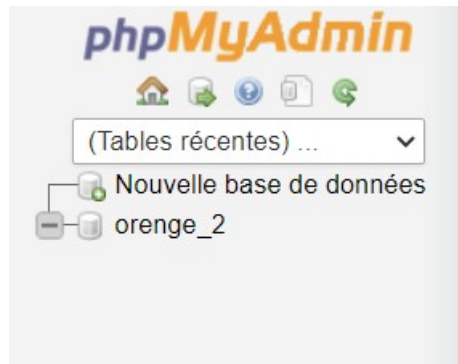 phpMyAdmin
(Tables récentes) ...
Nouvelle base de données
orenge_2